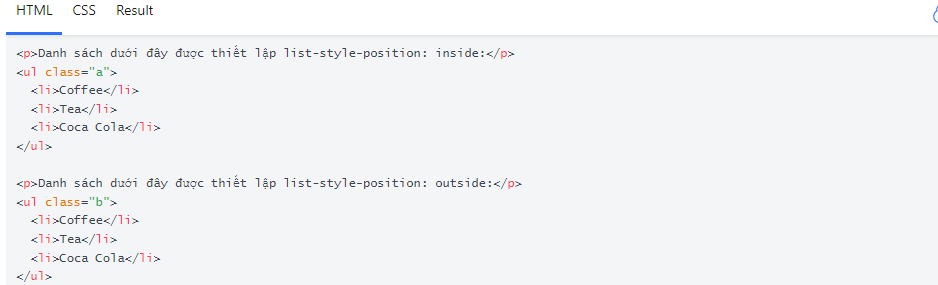 HTML CSS Result
<p>Danh sách dưới đây được thiết lập list-style-position: inside:</p>
<ul class="a">
  <li>Coffee</li>
  <li>Tea</li>
  <li>Coca Cola</li>
</ul>
<p>Danh sách dưới đây được thiết lập list-style-position: outside:</p>
<ul class="b">
  <li>Coffee</li>
  <li>Tea</li>
  <li>Coca Cola</li>
</ul>